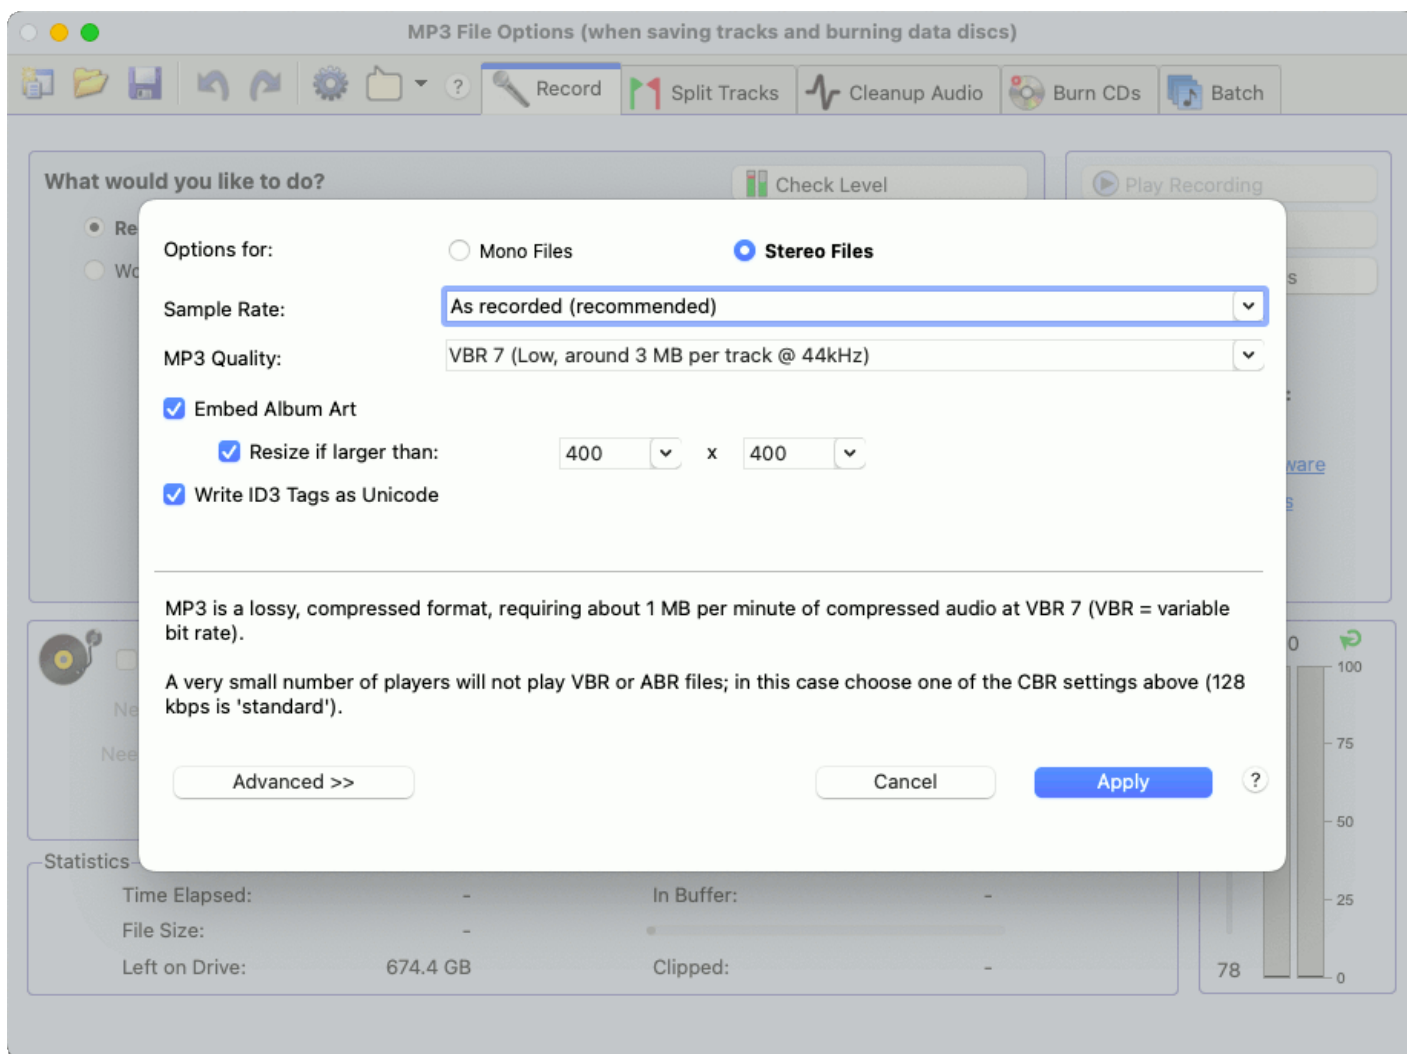 MP3 File Options (when saving tracks and burning data discs)
? Record Split Tracks Cleanup Audio Burn CDs Batch
What would you like to do?
Check Level
Play Recording
Re
Wo
s
Options for: Mono Files Stereo Files
Sample Rate: As recorded (recommended)
MP3 Quality: VBR 7 (Low, around 3 MB per track @ 44kHz)
Embed Album Art
Resize if larger than: 400 x 400
ware
Write ID3 Tags as Unicode
s
MP3 is a lossy, compressed format, requiring about 1 MB per minute of compressed audio at VBR 7 (VBR = variable
bit rate).
A very small number of players will not play VBR or ABR files; in this case choose one of the CBR settings above (128
kbps is 'standard').
Ne
Nee
Advanced >> Cancel Apply ?
0
100
75
50
25
0
78
Statistics
Time Elapsed: - In Buffer: -
File Size: -
Left on Drive: 674.4 GB Clipped: -